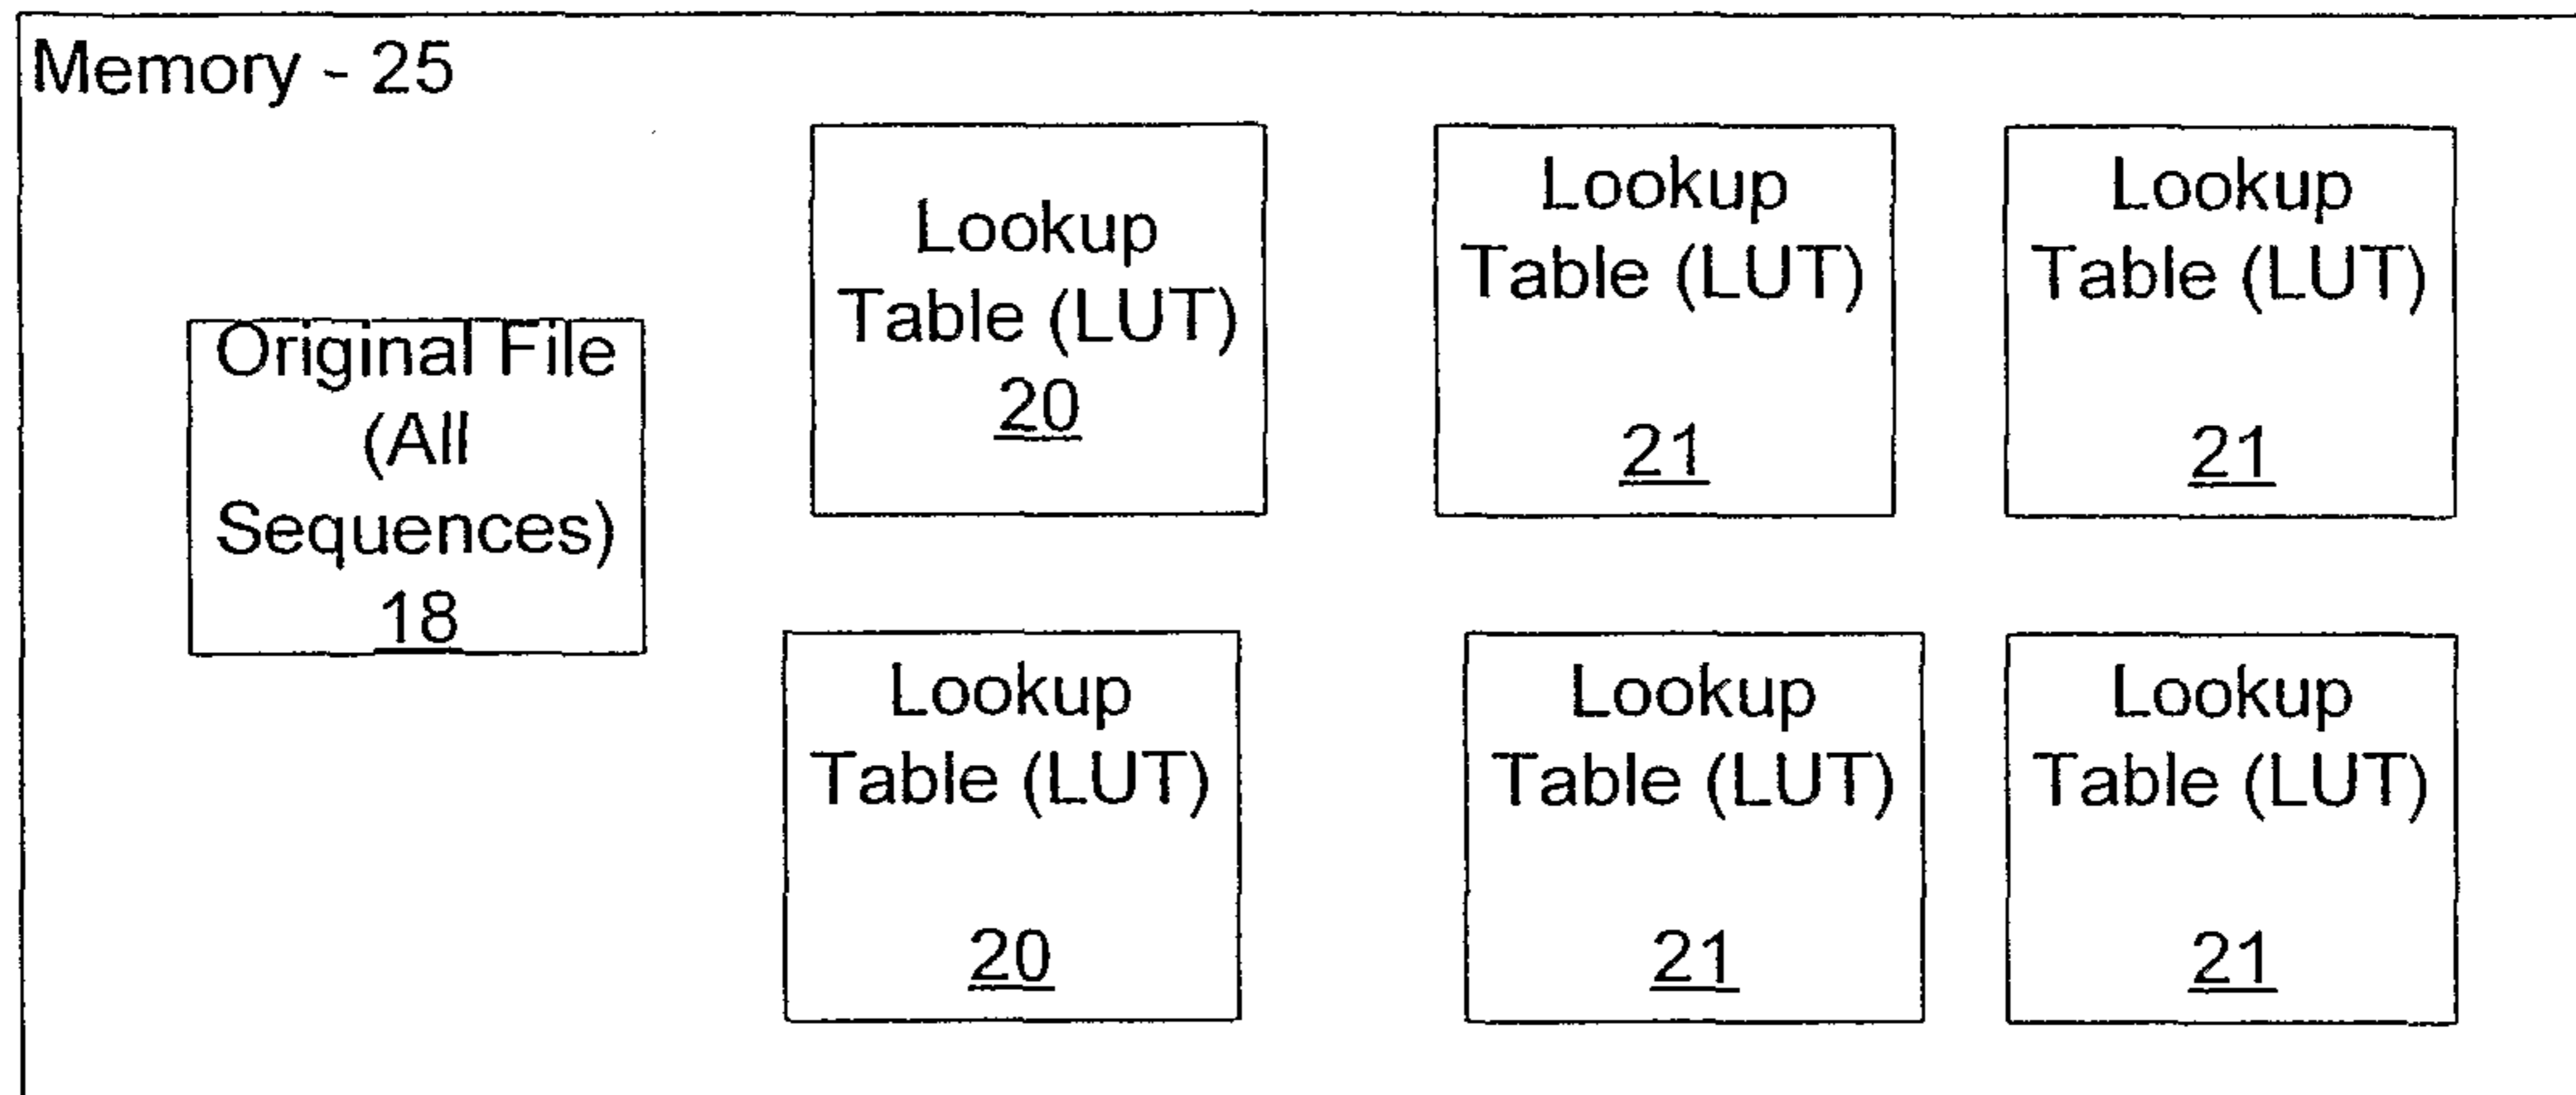 Memory - 25
Original File
(All
Sequences)
18
Lookup
Table (LUT)
20
Lookup
Table (LUT)
21
Lookup
Table (LUT)
21
Lookup
Table (LUT)
20
Lookup
Table (LUT)
21
Lookup
Table (LUT)
21